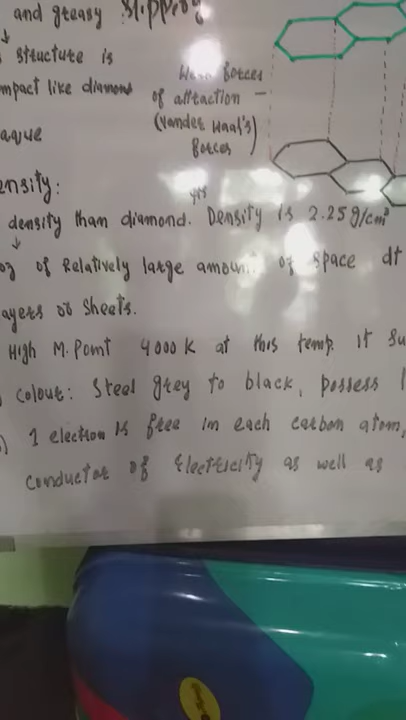 and greasy slippery
structure is
mpact like diamond
Weak forces
of attraction
(vander Waal's)
forces
aque
ensity:
yes
density than diamond. Density is 2.25 g/cm³
of Relatively large amount of space
ayers or Sheets.
High M.Point 4000 K at this temp. it su
Colour: Steel grey to black, possess
1 electron is free in each carbon atom,
conductor of Electricity as well as